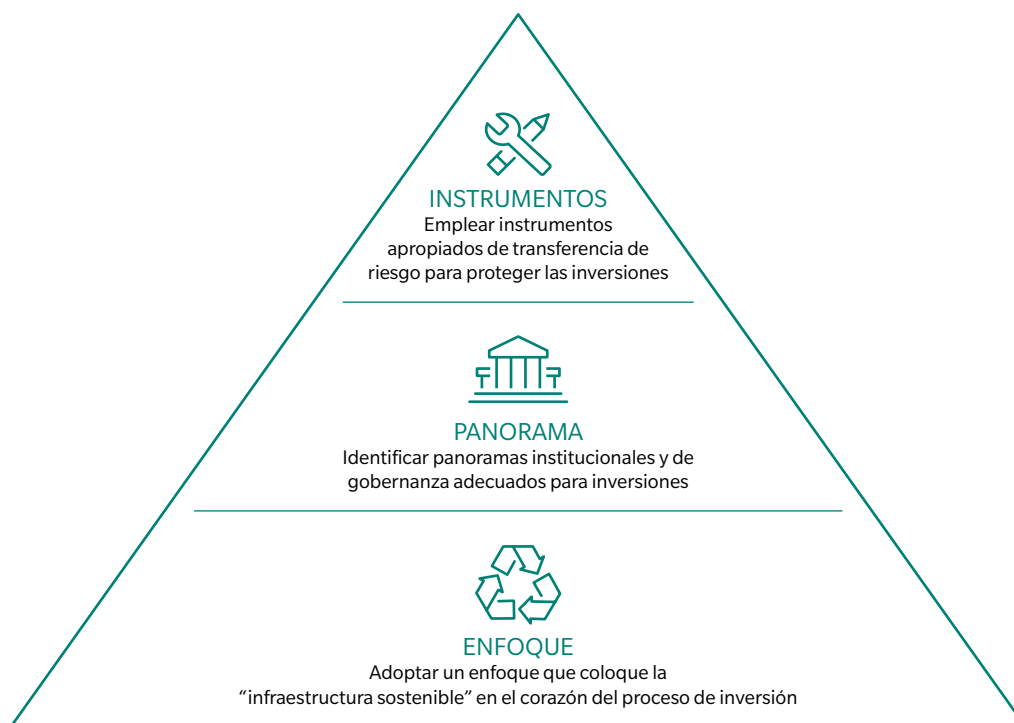 INSTRUMENTOS
Emplear instrumentos
apropiados de transferencia de
riesgo para proteger las inversiones
PANORAMA
Identificar panoramas institucionales y de
gobernanza adecuados para inversiones
ENFOQUE
Adoptar un enfoque que coloque la
“infraestructura sostenible” en el corazón del proceso de inversión